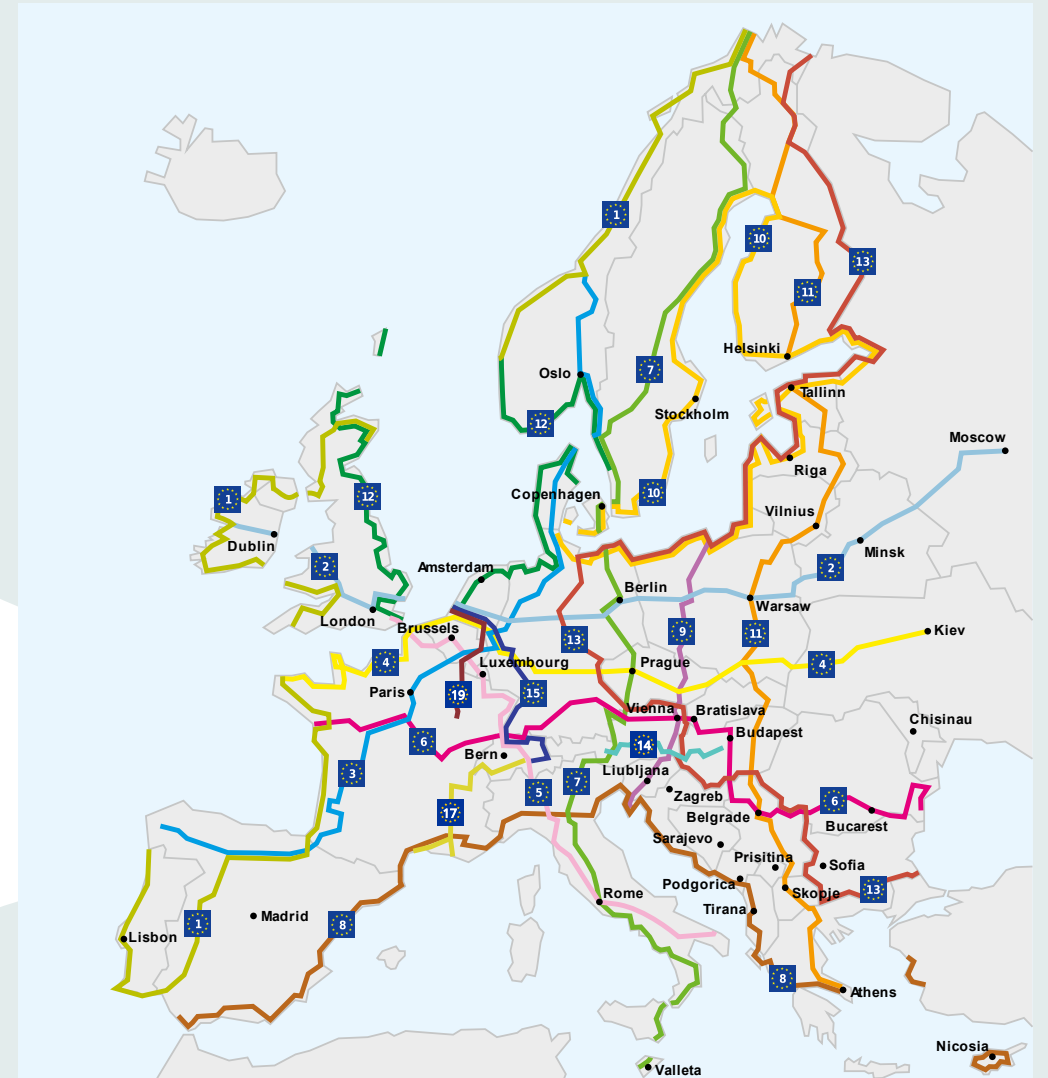 1
10
13
11
Helsinki
Oslo
7
Tallinn
Stockholm
12
Moscow
Riga
1
12
Copenhagen
10
Vilnius
Dublin
Minsk
2
Amsterdam
2
Berlin
Warsaw
London
Brussels
13
9
11
Kiev
4
Luxembourg
Prague
4
Paris
19
15
Vienna
Bratislava
Chisinau
6
14
Budapest
Bern
Liubljana
3
7
5
Zagreb
6
17
Belgrade
Bucarest
Sarajevo
Prisitina
Sofia
Podgorica
13
Skopje
Rome
Tirana
Madrid
1
8
Lisbon
8
Athens
Nicosia
Valleta